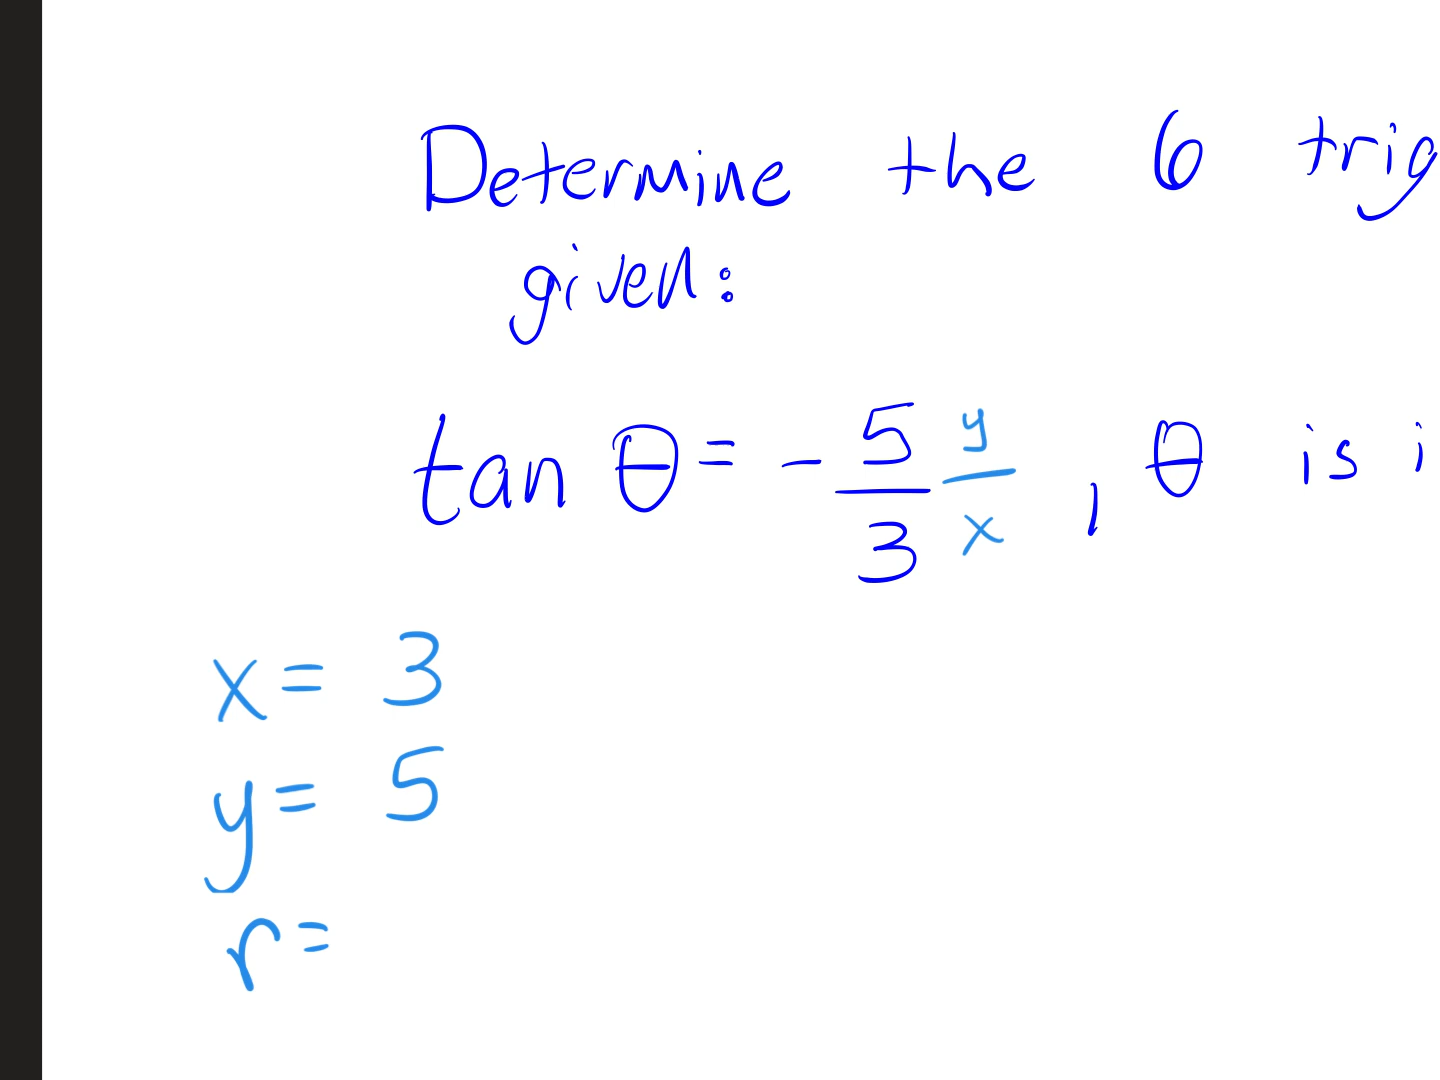 Determine the 6 trig
given:
tan θ = - 5/3 y/x , θ is i
x = 3
y = 5
r =